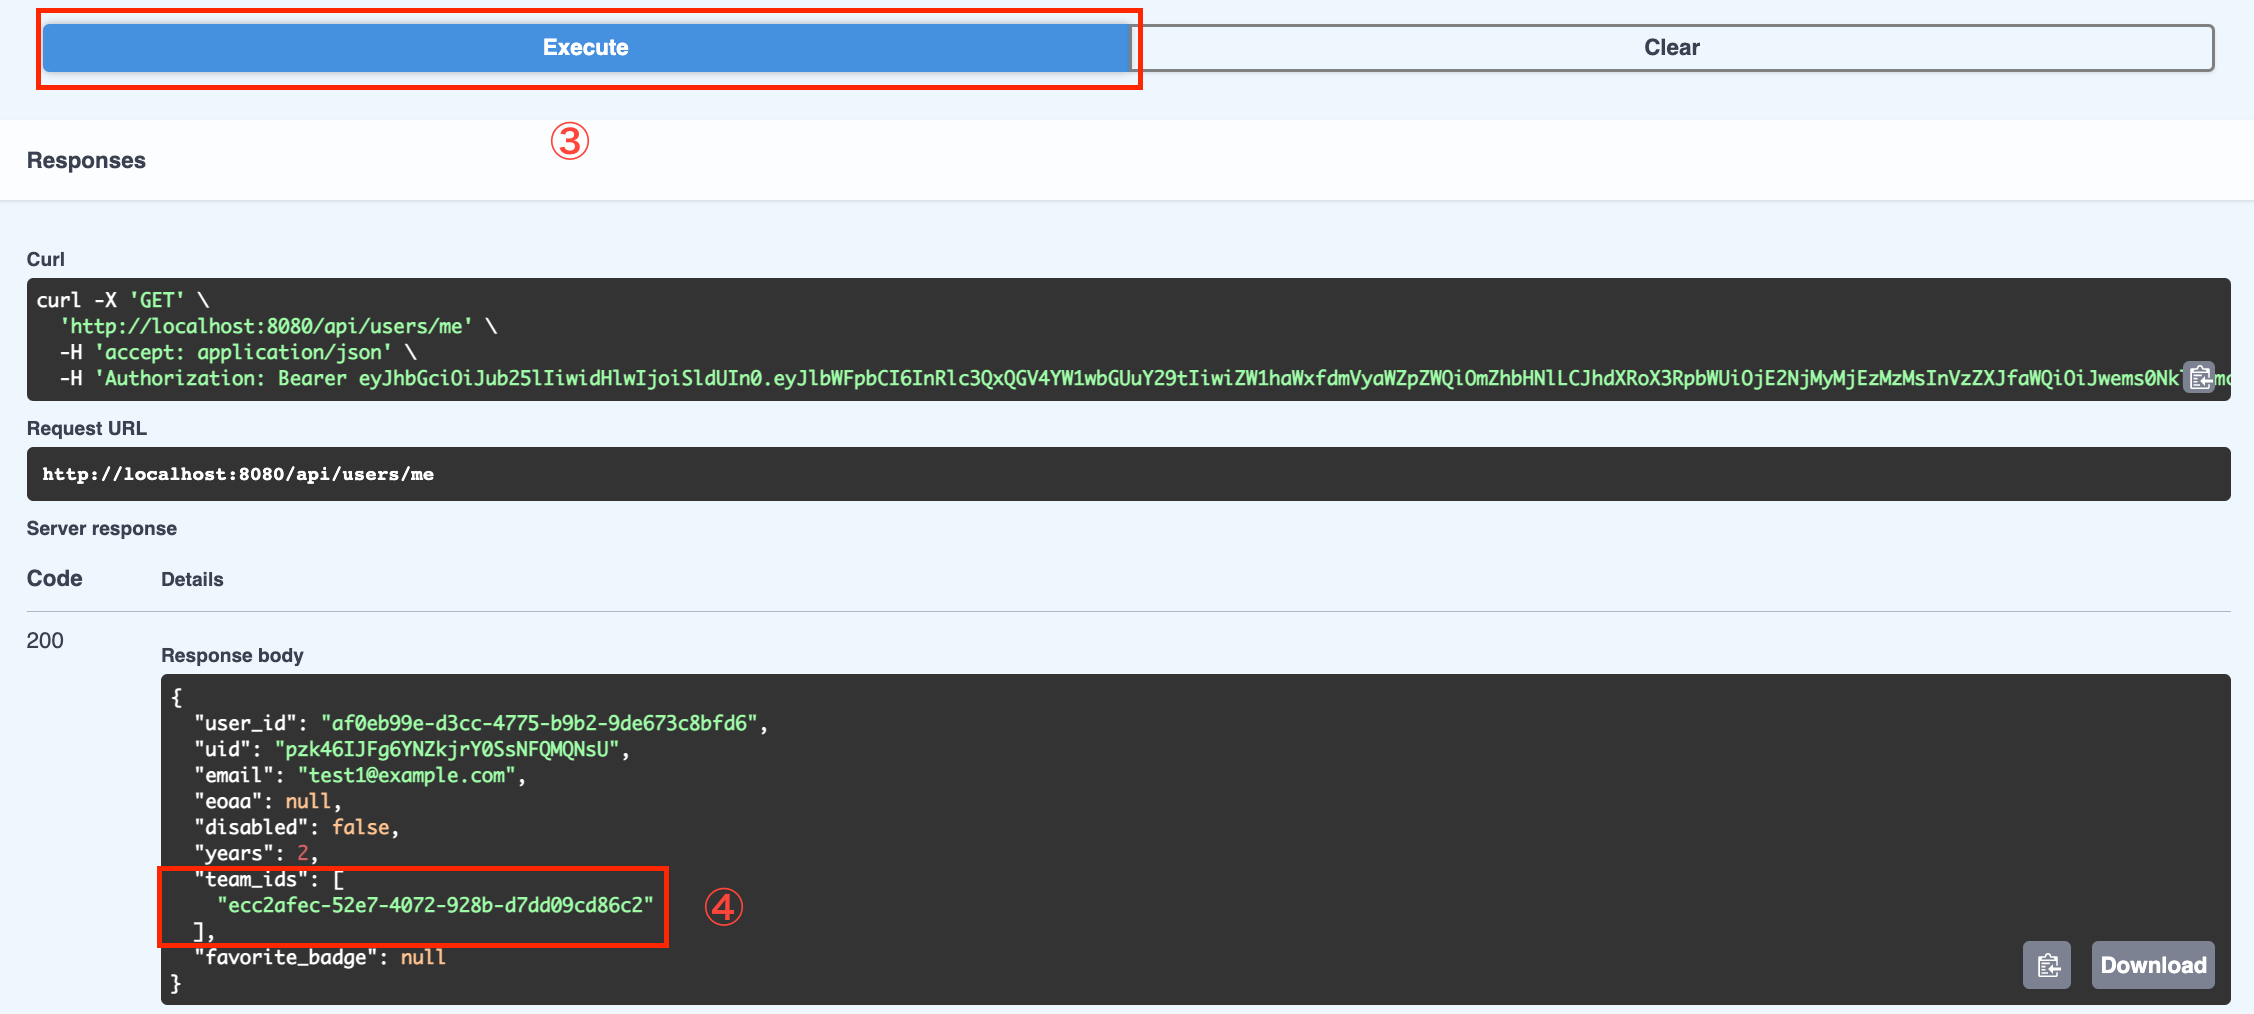 Execute
Clear
③
Responses
Curl
curl -X 'GET' \
'http://localhost:8080/api/users/me' \
-H 'accept: application/json' \
-H 'Authorization: Bearer eyJhbGciOiJub25lIiwidHlwIjoiSldUIn0.eyJlbWFpbCI6InRlc3QxQGV4YW1wbGUuY29tIiwiZW1haWxfdmVyaWZpZWQiOmZhbHNlLCJhdXRoX3RpbWUiOjE2NjMyMjEzMzMsInVzZXJfaWQiOiJwems0Nk
Request URL
http://localhost:8080/api/users/me
Server response
Code
Details
200
Response body
{
"user_id": "af0eb99e-d3cc-4775-b9b2-9de673c8bfd6",
"uid": "pzk46IJFg6YNZkjrY0SsNFQMQNsU",
"email": "test1@example.com",
"eoaa": null,
"disabled": false,
"years": 2,
"team_ids": [
"ecc2afec-52e7-4072-928b-d7dd09cd86c2"
④
],
"favorite_badge": null
}
Download